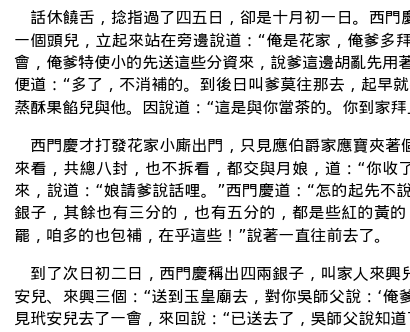 話休饒舌，捻指過了四五日，卻是十月初一日。西門慶
一個頭兒，立起來站在旁邊說道：“俺是花家，俺爹多拜
會，俺爹特使小的先送這些分資來，說爹這邊胡亂先用著
便道：“多了，不消補的。到後日叫爹莫往那去，起早就
蒸酥果餡兒與他。因說道：“這是與你當茶的。你到家拜
西門慶才打發花家小廝出門，只見應伯爵家應寶夾著個
來看，共總八封，也不拆看，都交與月娘，道：“你收了
來，說道：“娘請爹說話哩。”西門慶道：“怎的起先不說
銀子，其餘也有三分的，也有五分的，都是些紅的黃的
罷，咱多的也包補，在乎這些！”說著一直往前去了。
到了次日初二日，西門慶稱出四兩銀子，叫家人來興兒
安兒、來興三個：“送到玉皇廟去，對你吳師父說：‘俺爹
見玳安兒去了一會，來回說：“已送去了，吳師父說知道